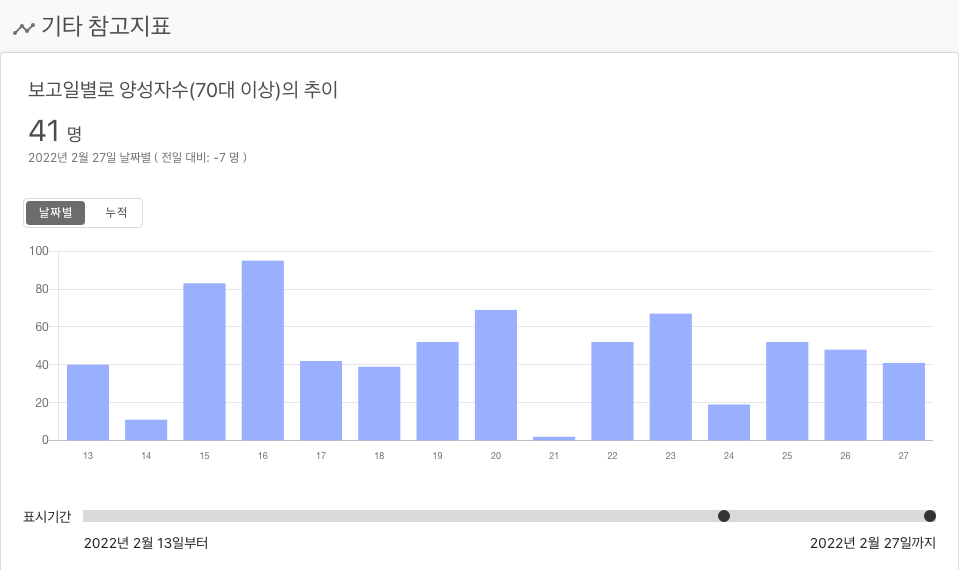 기타 참고지표
보고일별로 양성자수(70대 이상)의 추이
41 명
2022년 2월 27일 날짜별 ( 전일 대비: -7 명 )
날짜별 누적
100
80
60
40
20
0
13 14 15 16 17 18 19 20 21 22 23 24 25 26 27
표시기간
2022년 2월 13일부터 2022년 2월 27일까지